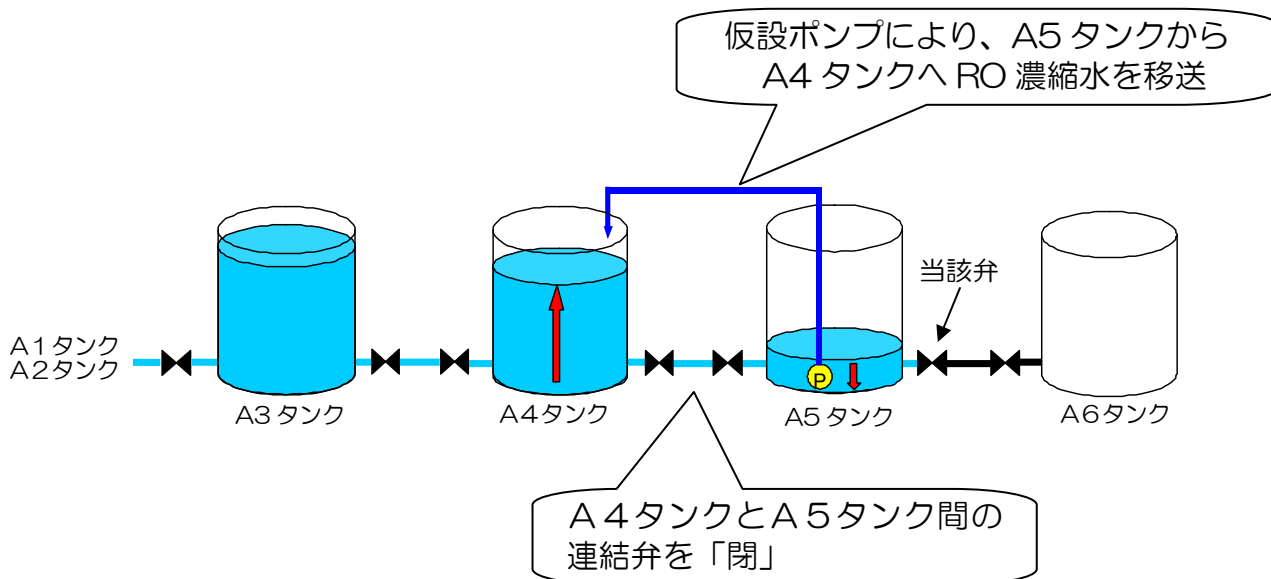 仮設ポンプにより、A5 タンクから
A4 タンクへ RO 濃縮水を移送
当該弁
A1タンク
A2タンク
P
A3 タンク
A4タンク
A5 タンク
A6タンク
A4タンクとA5タンク間の
連結弁を「閉」